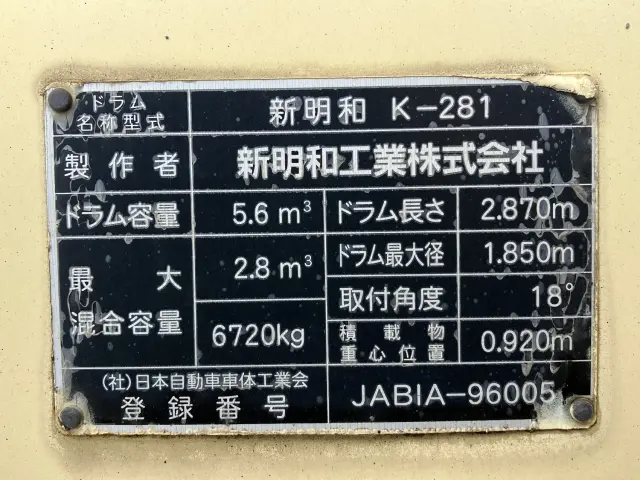 ドラム
名称型式
新明和 K-281
製作者
新明和工業株式会社
ドラム容量
5.6 m³
ドラム長さ
2.870m
最大
混合容量
2.8 m³
6720kg
ドラム最大径
1.850m
取付角度
18°
積載物
重心位置
0.920m
(社)日本自動車車体工業会
登録番号
JABIA-96005